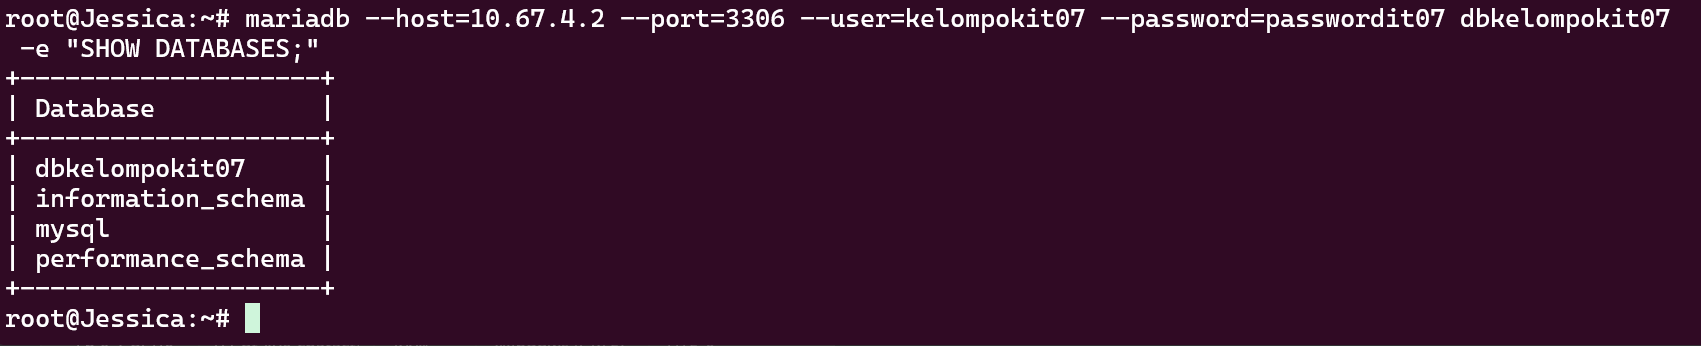 root@Jessica:~# mariadb --host=10.67.4.2 --port=3306 --user=kelompokit07 --password=passwordit07 dbkelompokit07
 -e "SHOW DATABASES;"
+--------------------+
| Database           |
+--------------------+
| dbkelompokit07     |
| information_schema |
| mysql              |
| performance_schema |
+--------------------+
root@Jessica:~#